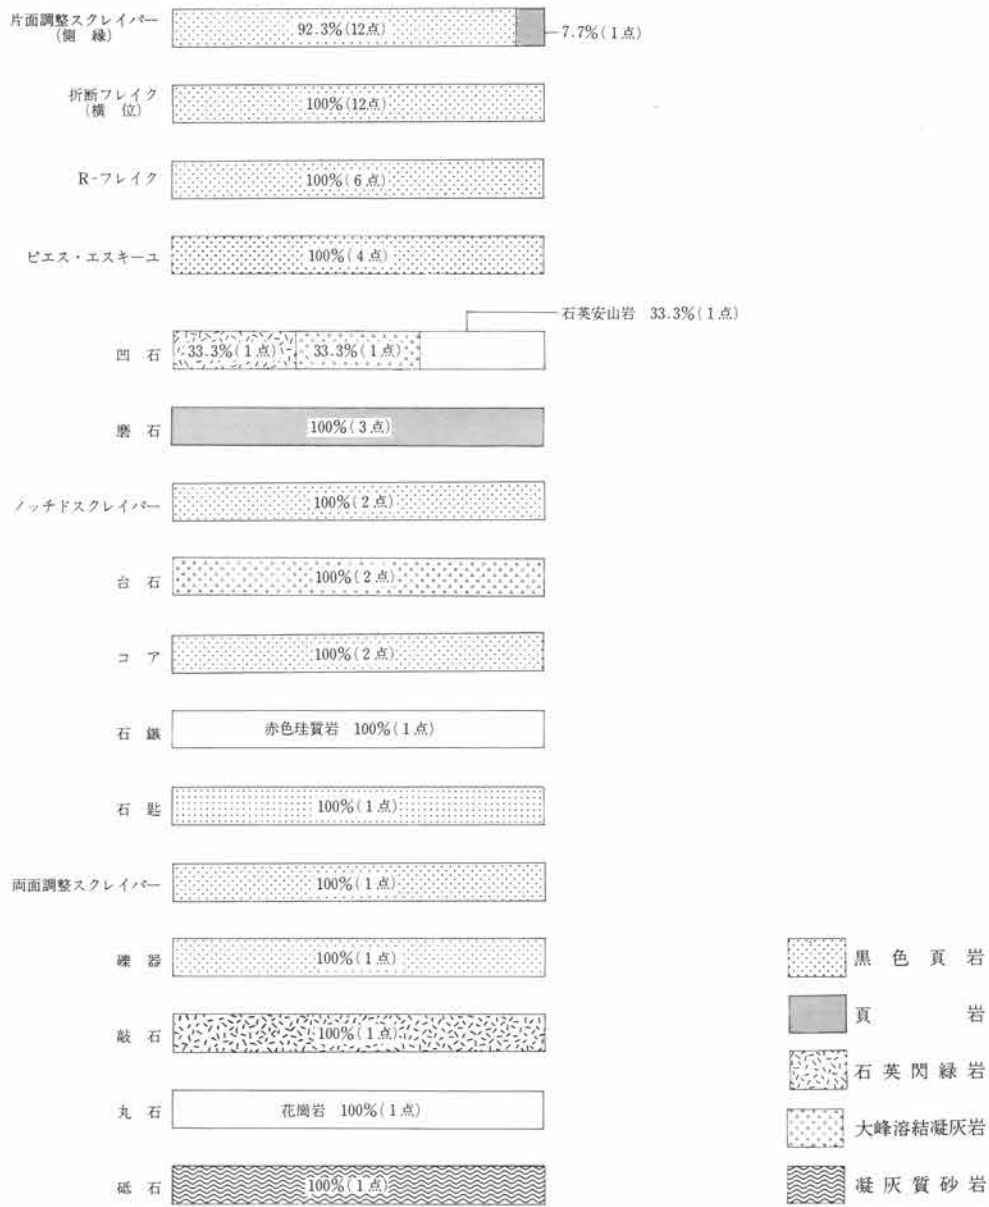 片面調整スクレイパー
(側 縁)
92.3%(12点)
7.7%(1点)
折断フレイク
(横 位)
100%(12点)
R-フレイク
100%(6点)
ピエス・エスキーユ
100%(4点)
石英安山岩 33.3%(1点)
凹 石
33.3%(1点)
33.3%(1点)
磨 石
100%(3点)
ノッチドスクレイパー
100%(2点)
台 石
100%(2点)
コ ア
100%(2点)
石 鏃
赤色珪質岩 100%(1点)
石 匙
100%(1点)
両面調整スクレイパー
100%(1点)
礫 器
100%(1点)
敲 石
100%(1点)
丸 石
花崗岩 100%(1点)
砥 石
100%(1点)
黒 色 頁 岩
頁 岩
石 英 閃 緑 岩
大峰溶結凝灰岩
凝 灰 質 砂 岩